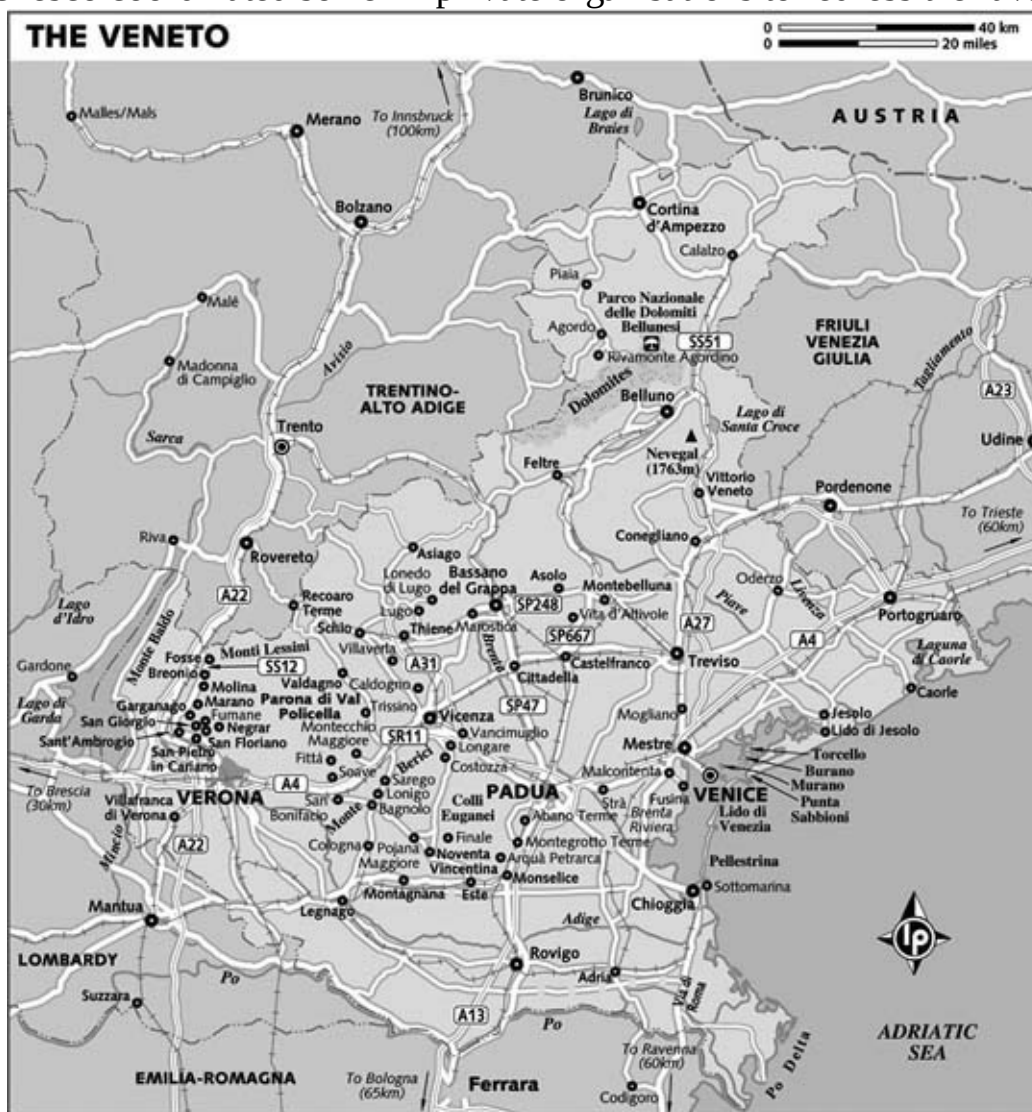 THE VENETO
0 40 km
0 20 miles
Malles/Mals
Merano
To Innsbruck
(100km)
Brunico
Lago di
Braies
AUSTRIA
Bolzano
Cortina
d'Ampezzo
Calalzo
Piaia
Malé
Parco Nazionale
delle Dolomiti
Bellunesi
Agordo
SS51
Rivamonte Agordino
FRIULI
VENEZIA
GIULIA
Tagliamento
A23
Avisio
Madonna
di Campiglio
TRENTINO-
ALTO ADIGE
Dolomites
Belluno
Lago di
Santa Croce
Udine
Sarca
Trento
Nevegal
(1763m)
Feltre
Vittorio
Veneto
Pordenone
To Trieste
(60km)
Riva
Rovereto
Asiago
Conegliano
Lago
d'Idro
A22
Recoaro
Terme
Lonedo
di Lugo
Lugo
Bassano
del Grappa
Asolo
SP248
Montebelluna
Vita d'Altivole
Oderzo
Piave
Livenza
Portogruaro
Monte Baldo
Schio
Thiene
Marostica
SP667
A27
A4
Laguna
di Caorle
Monti Lessini
Villaverla
A31
Brenta
Castelfranco
Treviso
Gardone
Fosse
SS12
Breonio
Molina
Valdagno
Caldogno
Cittadella
Caorle
Lago di
Garda
Garganago
Marano
Fumane
Parona di Val
Policella
Trissino
SP47
San Giorgio
Negrar
Vicenza
Mogliano
Jesolo
Sant'Ambrogio
San Floriano
Montecchio
Maggiore
SR11
Vancimuglio
Lido di Jesolo
San Pietro
in Cariano
Fittà
Berici
Longare
Mestre
Torcello
Soave
Costozza
Malcontenta
Burano
To Brescia
(30km)
A4
Sarego
Murano
VERONA
San
Bonifacio
Lonigo
PADUA
Strà
Fusina
VENICE
Punta
Sabbioni
Villafranca
di Verona
Monte
Bagnolo
Colli
Euganei
Abano Terme
Brenta
Riviera
Lido di
Venezia
Mincio
A22
Cologna
Pojana
Maggiore
Finale
Montegrotto Terme
Noventa
Vincentina
Arquà Petrarca
Pellestrina
Monselice
Sottomarina
Montagnana
Este
Chioggia
Mantua
Legnago
Adige
lp
LOMBARDY
Rovigo
Po
Adria
Via di
Roma
Suzzara
A13
Po
ADRIATIC
SEA
To Ravenna
(60km)
Po Delta
EMILIA-ROMAGNA
To Bologna
(65km)
Ferrara
Codigoro